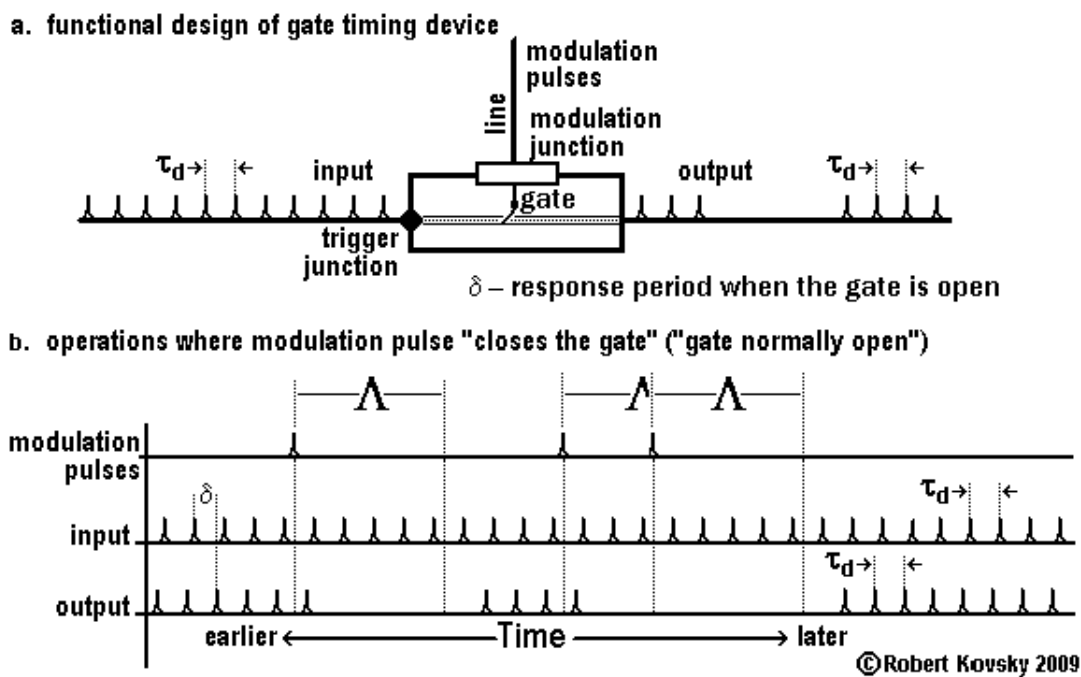 a. functional design of gate timing device
modulation
pulses
line
modulation
junction
τd
input
output
τd
gate
trigger
junction
δ – response period when the gate is open
b. operations where modulation pulse "closes the gate" ("gate normally open")
Λ
Λ
Λ
modulation
pulses
δ
τd
input
τd
output
earlier
Time
later
©Robert Kovsky 2009